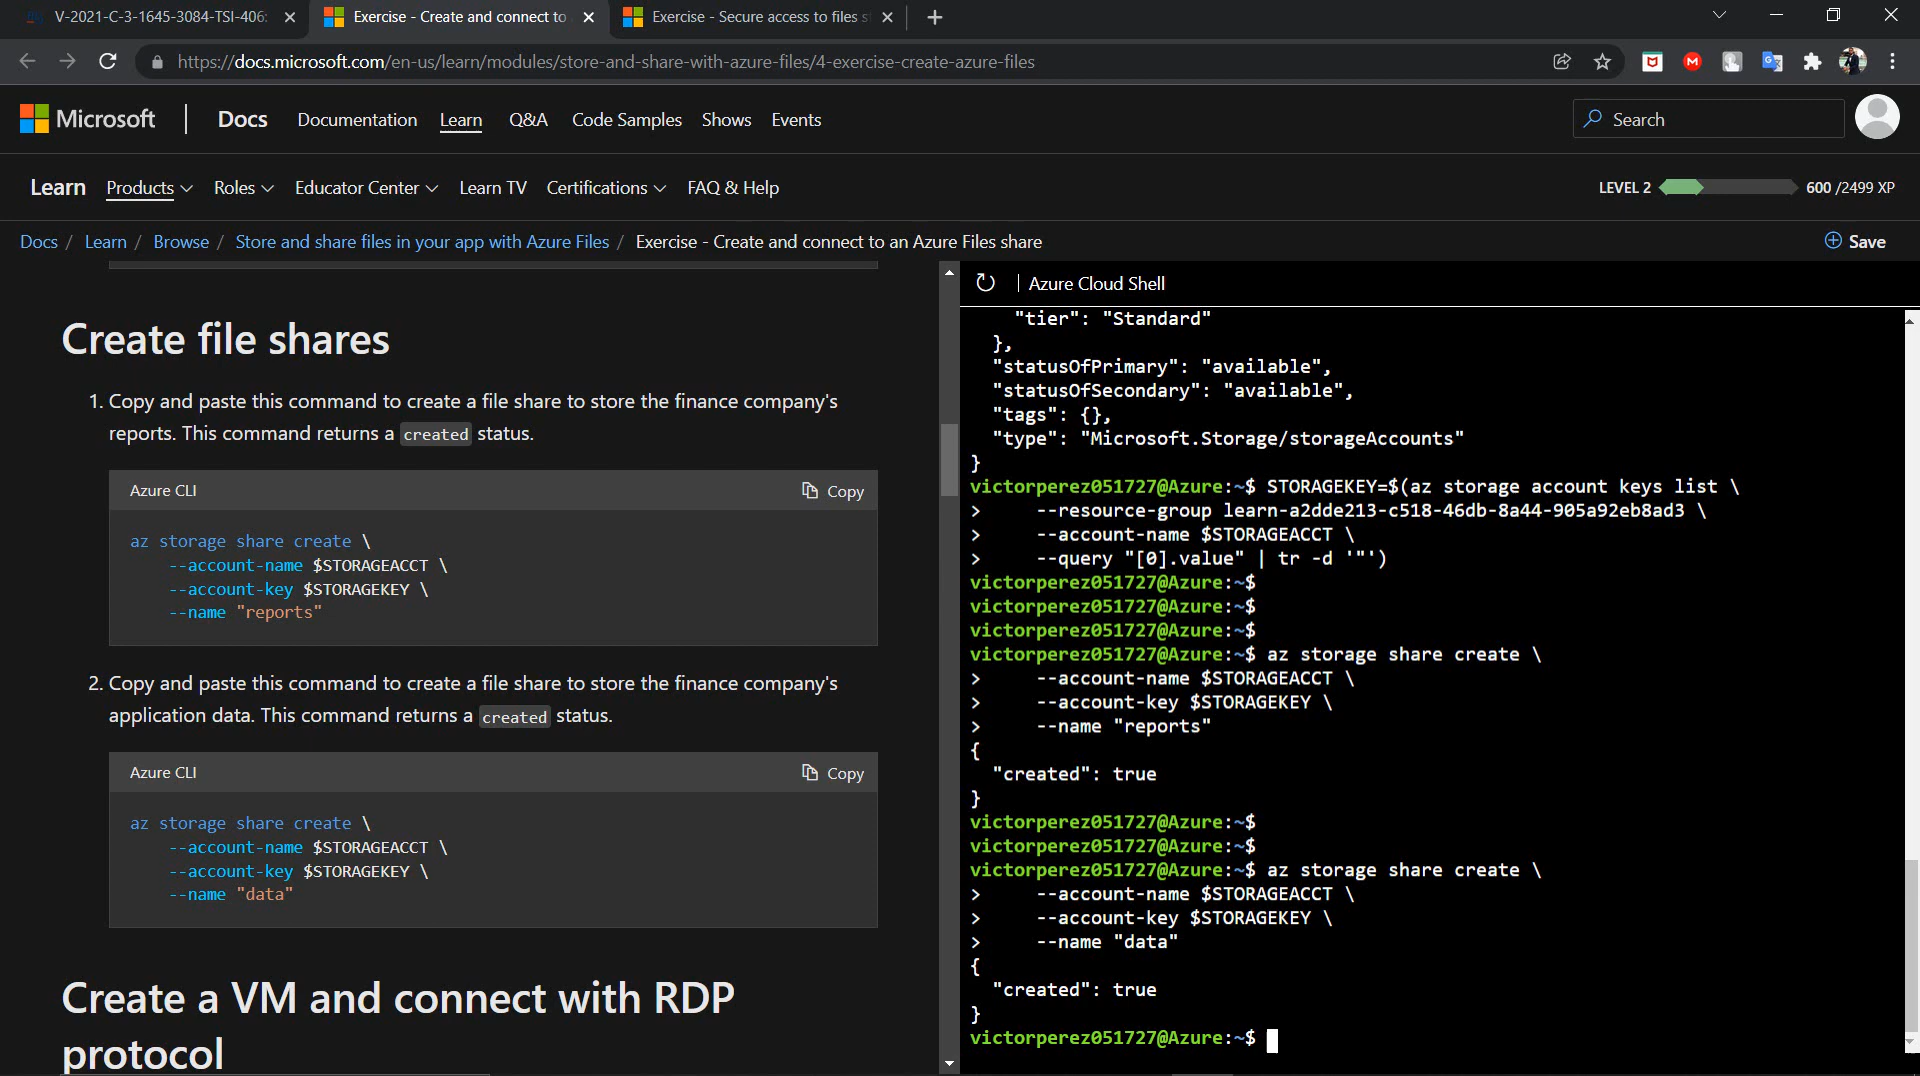 V-2021-C-3-1645-3084-TSI-406:
Exercise - Create and connect to
Exercise - Secure access to files s
https://docs.microsoft.com/en-us/learn/modules/store-and-share-with-azure-files/4-exercise-create-azure-files
Microsoft
Docs
Documentation
Learn
Q&A
Code Samples
Shows
Events
Search
Learn
Products
Roles
Educator Center
Learn TV
Certifications
FAQ & Help
LEVEL 2
600 /2499 XP
Docs / Learn / Browse / Store and share files in your app with Azure Files / Exercise - Create and connect to an Azure Files share
Save
Create file shares
1. Copy and paste this command to create a file share to store the finance company's
reports. This command returns a created status.
Azure CLI
Copy
az storage share create \
--account-name $STORAGEACCT \
--account-key $STORAGEKEY \
--name "reports"
2. Copy and paste this command to create a file share to store the finance company's
application data. This command returns a created status.
Azure CLI
Copy
az storage share create \
--account-name $STORAGEACCT \
--account-key $STORAGEKEY \
--name "data"
Create a VM and connect with RDP
protocol
Azure Cloud Shell
"tier": "Standard"
},
"statusOfPrimary": "available",
"statusOfSecondary": "available",
"tags": {},
"type": "Microsoft.Storage/storageAccounts"
}
victorperez051727@Azure:~$ STORAGEKEY=$(az storage account keys list \
> --resource-group learn-a2dde213-c518-46db-8a44-905a92eb8ad3 \
> --account-name $STORAGEACCT \
> --query "[0].value" | tr -d '"')
victorperez051727@Azure:~$
victorperez051727@Azure:~$
victorperez051727@Azure:~$
victorperez051727@Azure:~$ az storage share create \
> --account-name $STORAGEACCT \
> --account-key $STORAGEKEY \
> --name "reports"
{
"created": true
}
victorperez051727@Azure:~$
victorperez051727@Azure:~$
victorperez051727@Azure:~$ az storage share create \
> --account-name $STORAGEACCT \
> --account-key $STORAGEKEY \
> --name "data"
{
"created": true
}
victorperez051727@Azure:~$